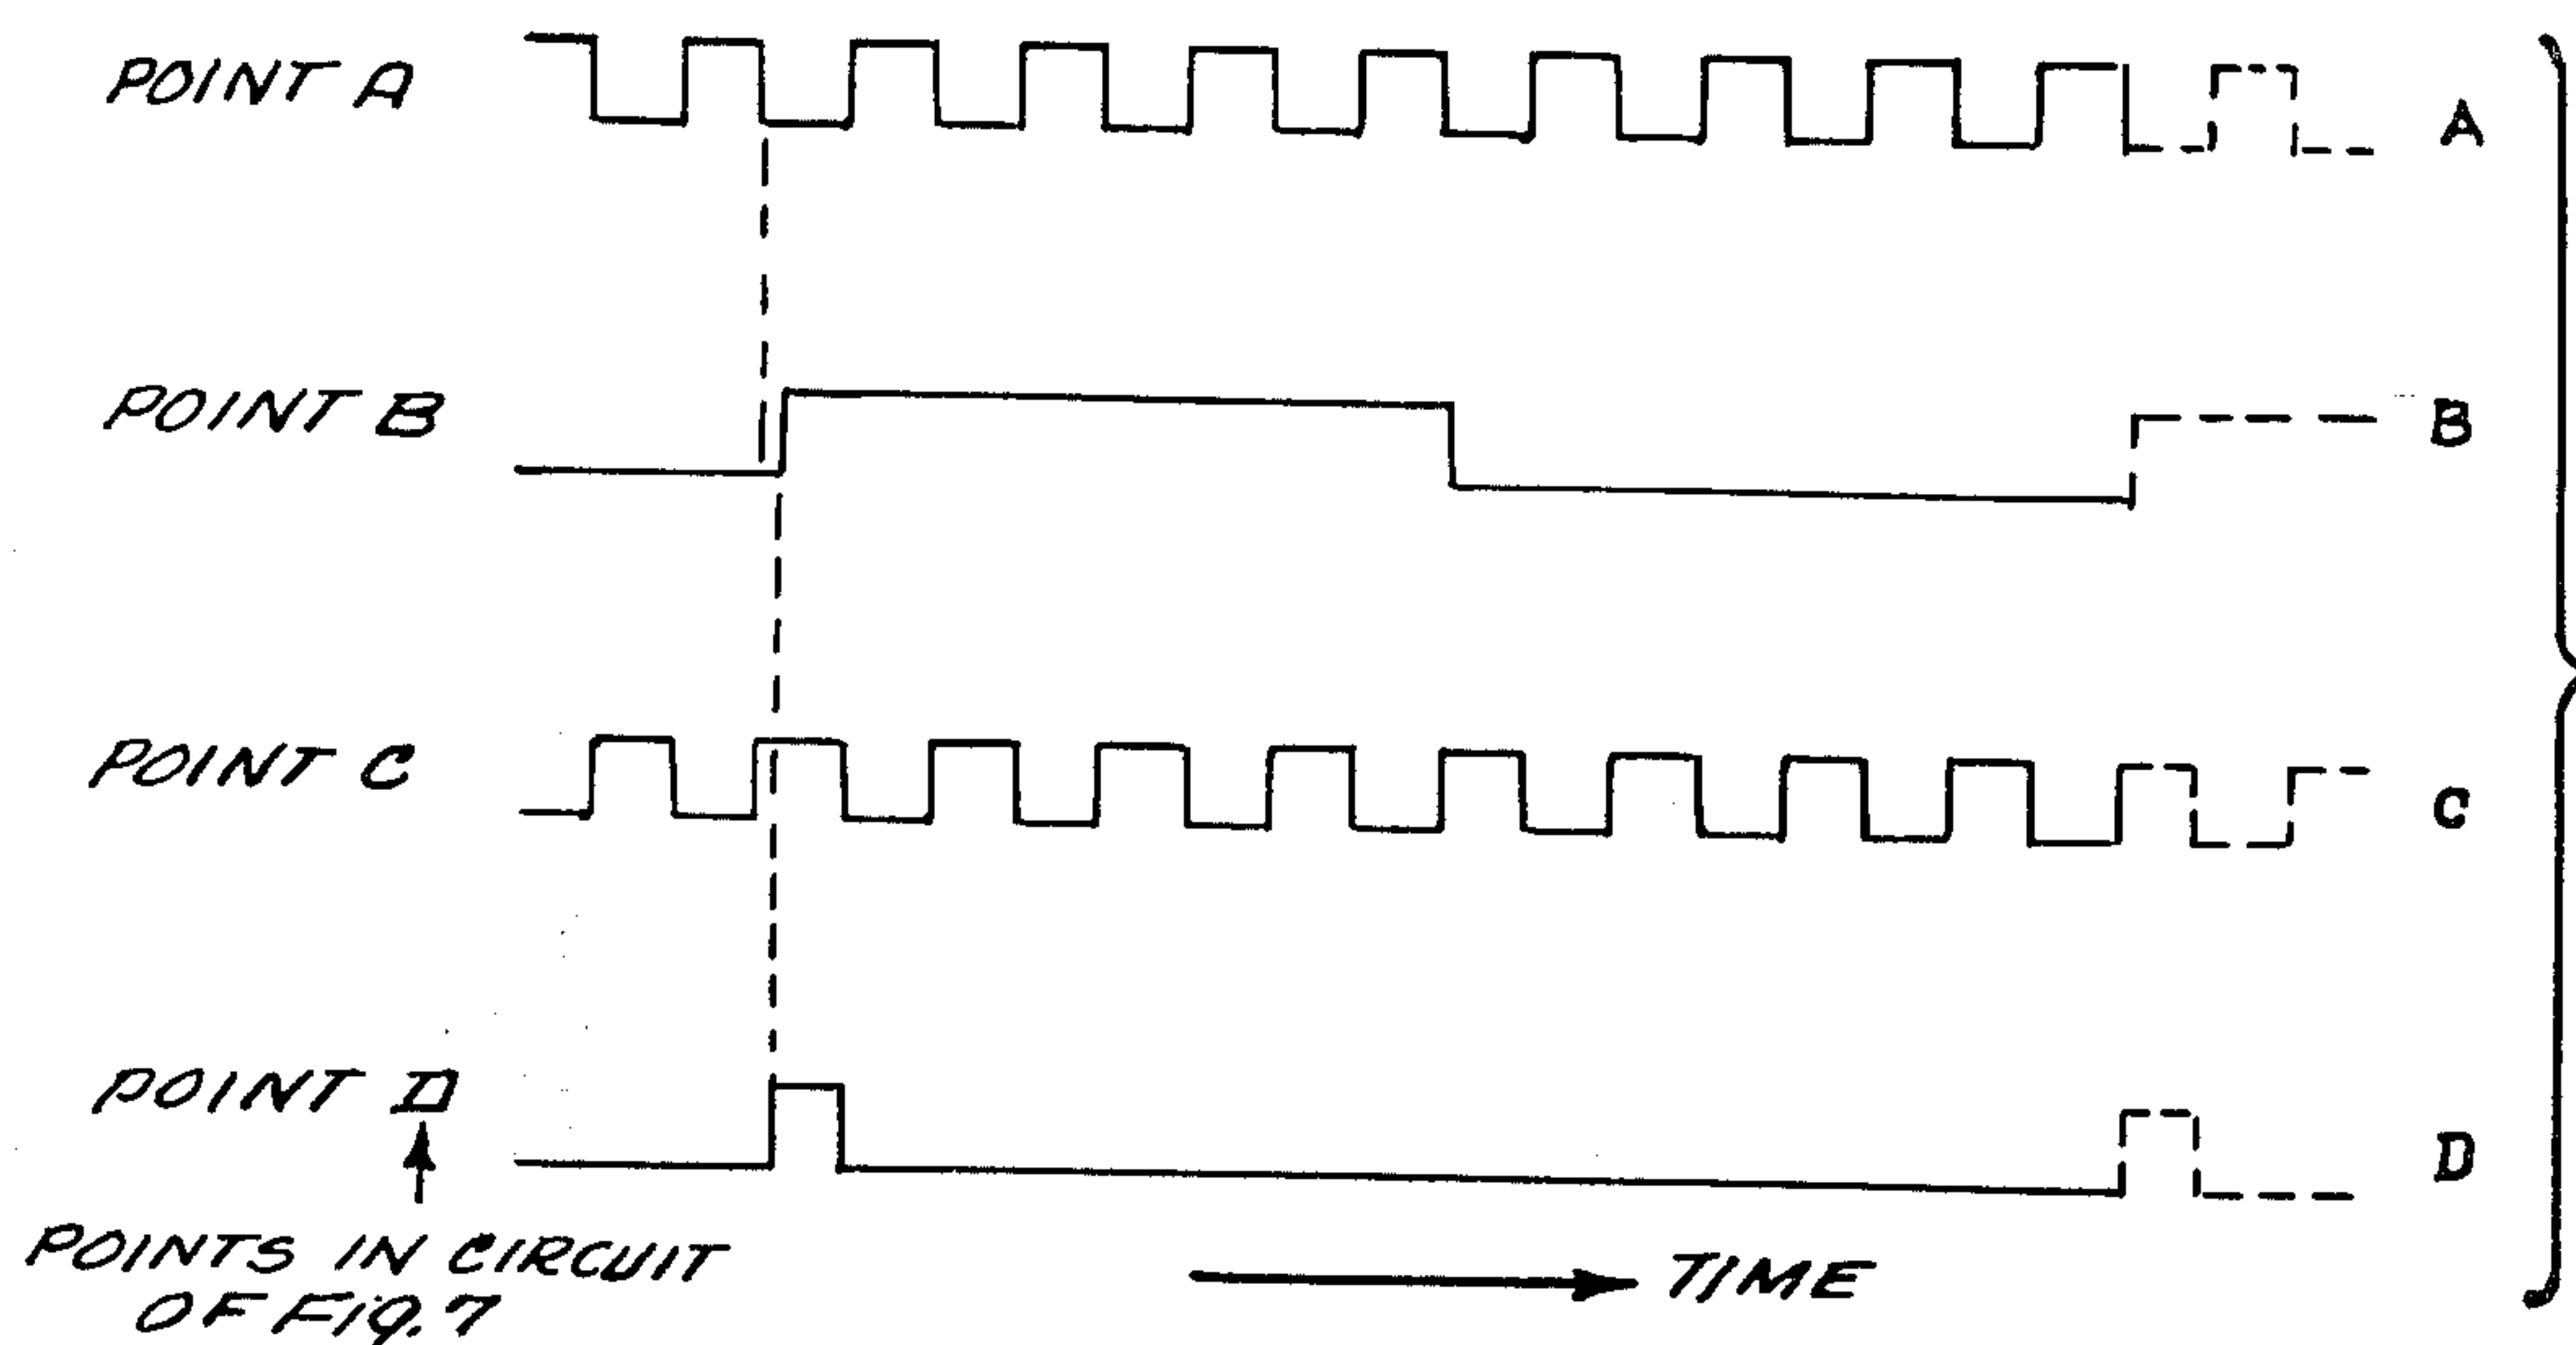 POINT A
A
POINT B
B
POINT C
C
POINT D
D
POINTS IN CIRCUIT
OF FIG. 7
TIME